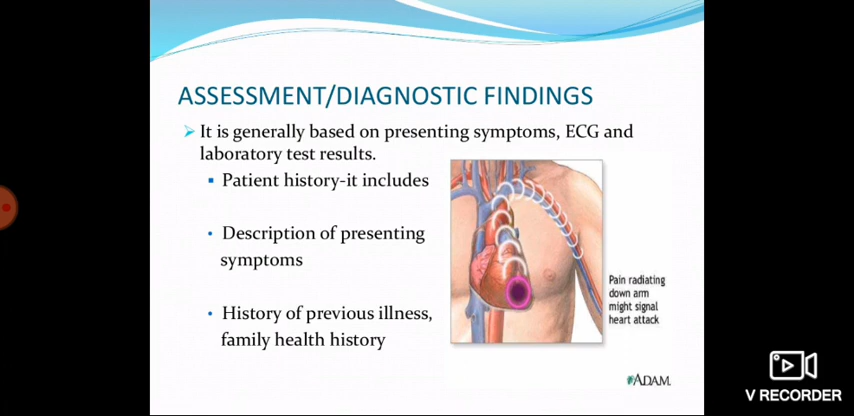 ASSESSMENT/DIAGNOSTIC FINDINGS
It is generally based on presenting symptoms, ECG and
laboratory test results.
Patient history-it includes
Description of presenting
symptoms
History of previous illness,
family health history
Pain radiating
down arm
might signal
heart attack
ADAM.
V RECORDER